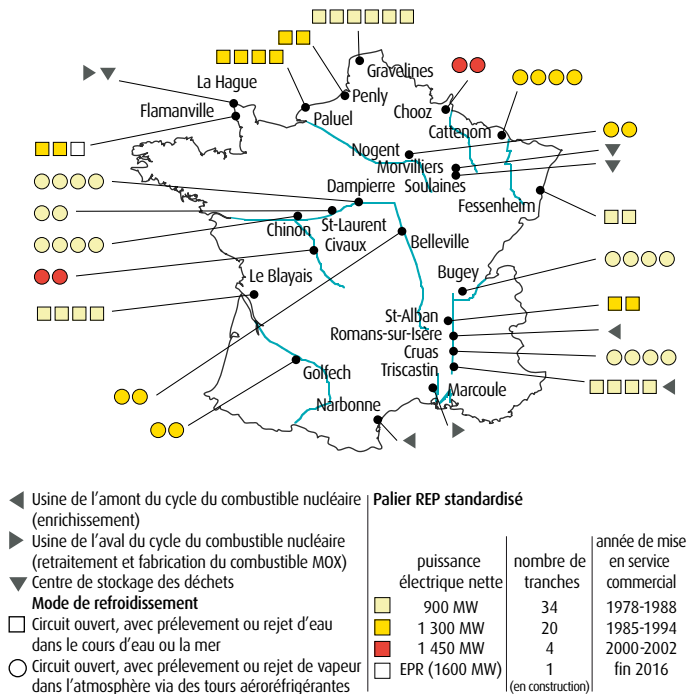 Gravelines
La Hague
Penly
Chooz
Flamanville
Paluel
Cattenom
Nogent
Morvilliers
Soulaines
Dampierre
Fessenheim
St-Laurent
Chinon
Civaux
Belleville
Bugey
Le Blayais
St-Alban
Romans-sur-Isère
Cruas
Triscastin
Golfech
Marcoule
Narbonne
Usine de l'amont du cycle du combustible nucléaire
(enrichissement)
Usine de l'aval du cycle du combustible nucléaire
(retraitement et fabrication du combustible MOX)
Centre de stockage des déchets
Mode de refroidissement
Circuit ouvert, avec prélevement ou rejet d'eau
dans le cours d'eau ou la mer
Circuit ouvert, avec prélevement ou rejet de vapeur
dans l'atmosphère via des tours aéroréfrigérantes
Palier REP standardisé
puissance
électrique nette
nombre de
tranches
année de mise
en service
commercial
900 MW 34 1978-1988
1 300 MW 20 1985-1994
1 450 MW 4 2000-2002
EPR (1600 MW) 1 fin 2016
(en construction)